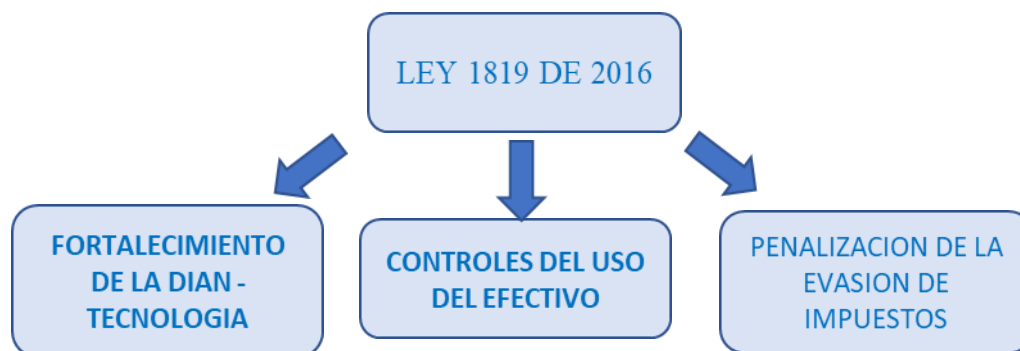 LEY 1819 DE 2016
FORTALECIMIENTO
DE LA DIAN -
TECNOLOGIA
CONTROLES DEL USO
DEL EFECTIVO
PENALIZACION DE LA
EVASION DE
IMPUESTOS